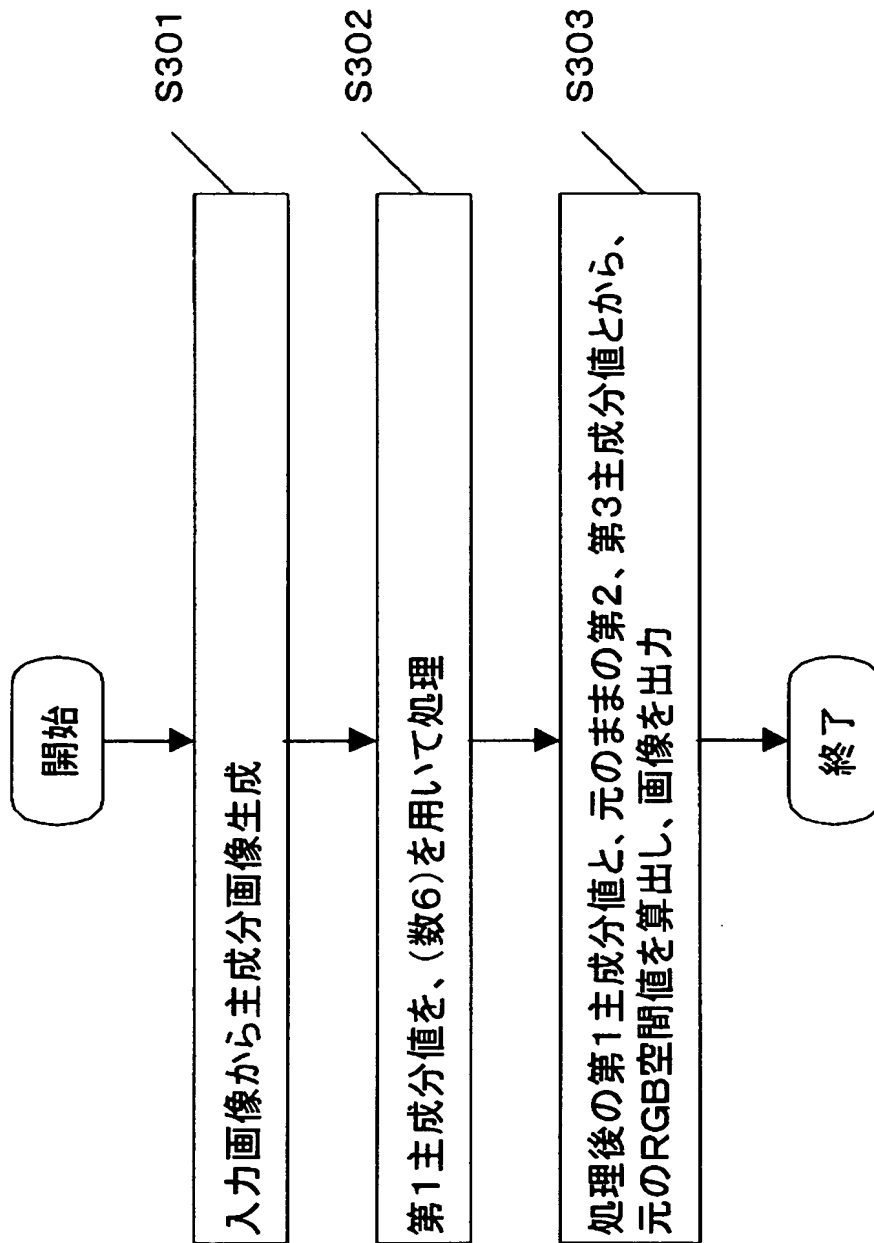 開始
入力画像から主成分画像生成
S301
第1主成分値を、(数6)を用いて処理
S302
処理後の第1主成分値と、元のままの第2、第3主成分値とから、
元のRGB空間値を算出し、画像を出力
S303
終了